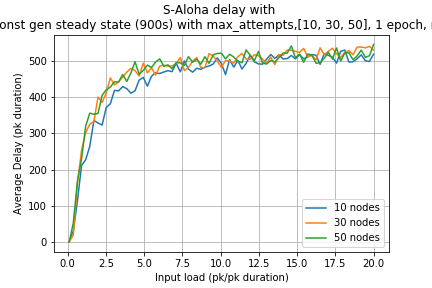 S-Aloha delay with
onst gen steady state (900s) with max_attempts,[10, 30, 50], 1 epoch,
Average Delay (pk duration)
500
400
300
200
100
0
10 nodes
30 nodes
50 nodes
0.0 2.5 5.0 7.5 10.0 12.5 15.0 17.5 20.0
Input load (pk/pk duration)